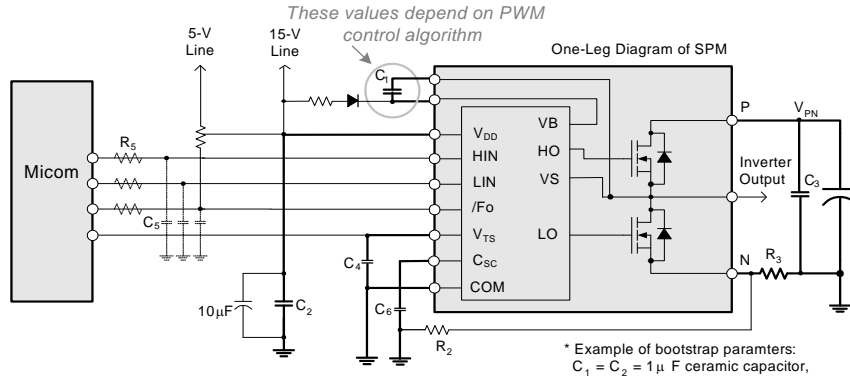 These values depend on PWM
control algorithm
5-V
Line
15-V
Line
One-Leg Diagram of SPM
C1
P
VPN
VB
R5
VDD
Micom
HIN
HO
Inverter
Output
LIN
VS
C3
/Fo
C5
VTS
LO
C4
CSC
N
R3
COM
10μF
C2
C6
R2
* Example of bootstrap paramters:
C1 = C2 = 1μ F ceramic capacitor,